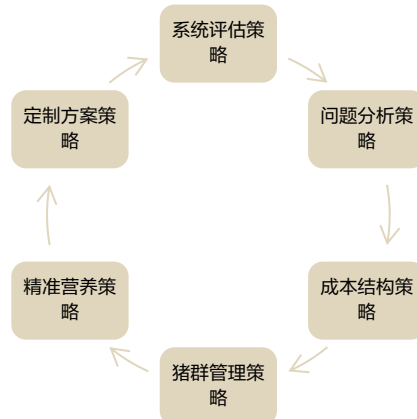 系统评估策
略
问题分析策
略
成本结构策
略
猪群管理策
略
精准营养策
略
定制方案策
略